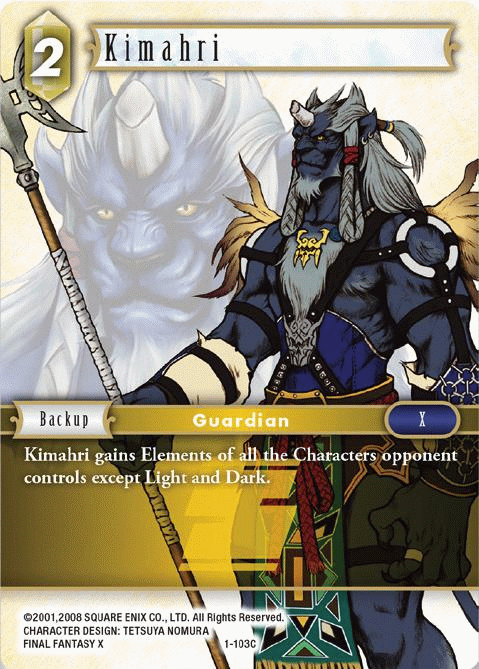 2
Kimahri
Backup
Guardian
X
Kimahri gains Elements of all the Characters opponent
controls except Light and Dark.
©2001,2008 SQUARE ENIX CO., LTD. All Rights Reserved.
CHARACTER DESIGN: TETSUYA NOMURA
FINAL FANTASY X
1-103C